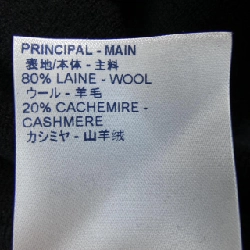 PRINCIPAL - MAIN
表地/本体 - 主料
80% LAINE - WOOL
ウール - 羊毛
20% CACHEMIRE -
CASHMERE
カシミヤ - 山羊绒